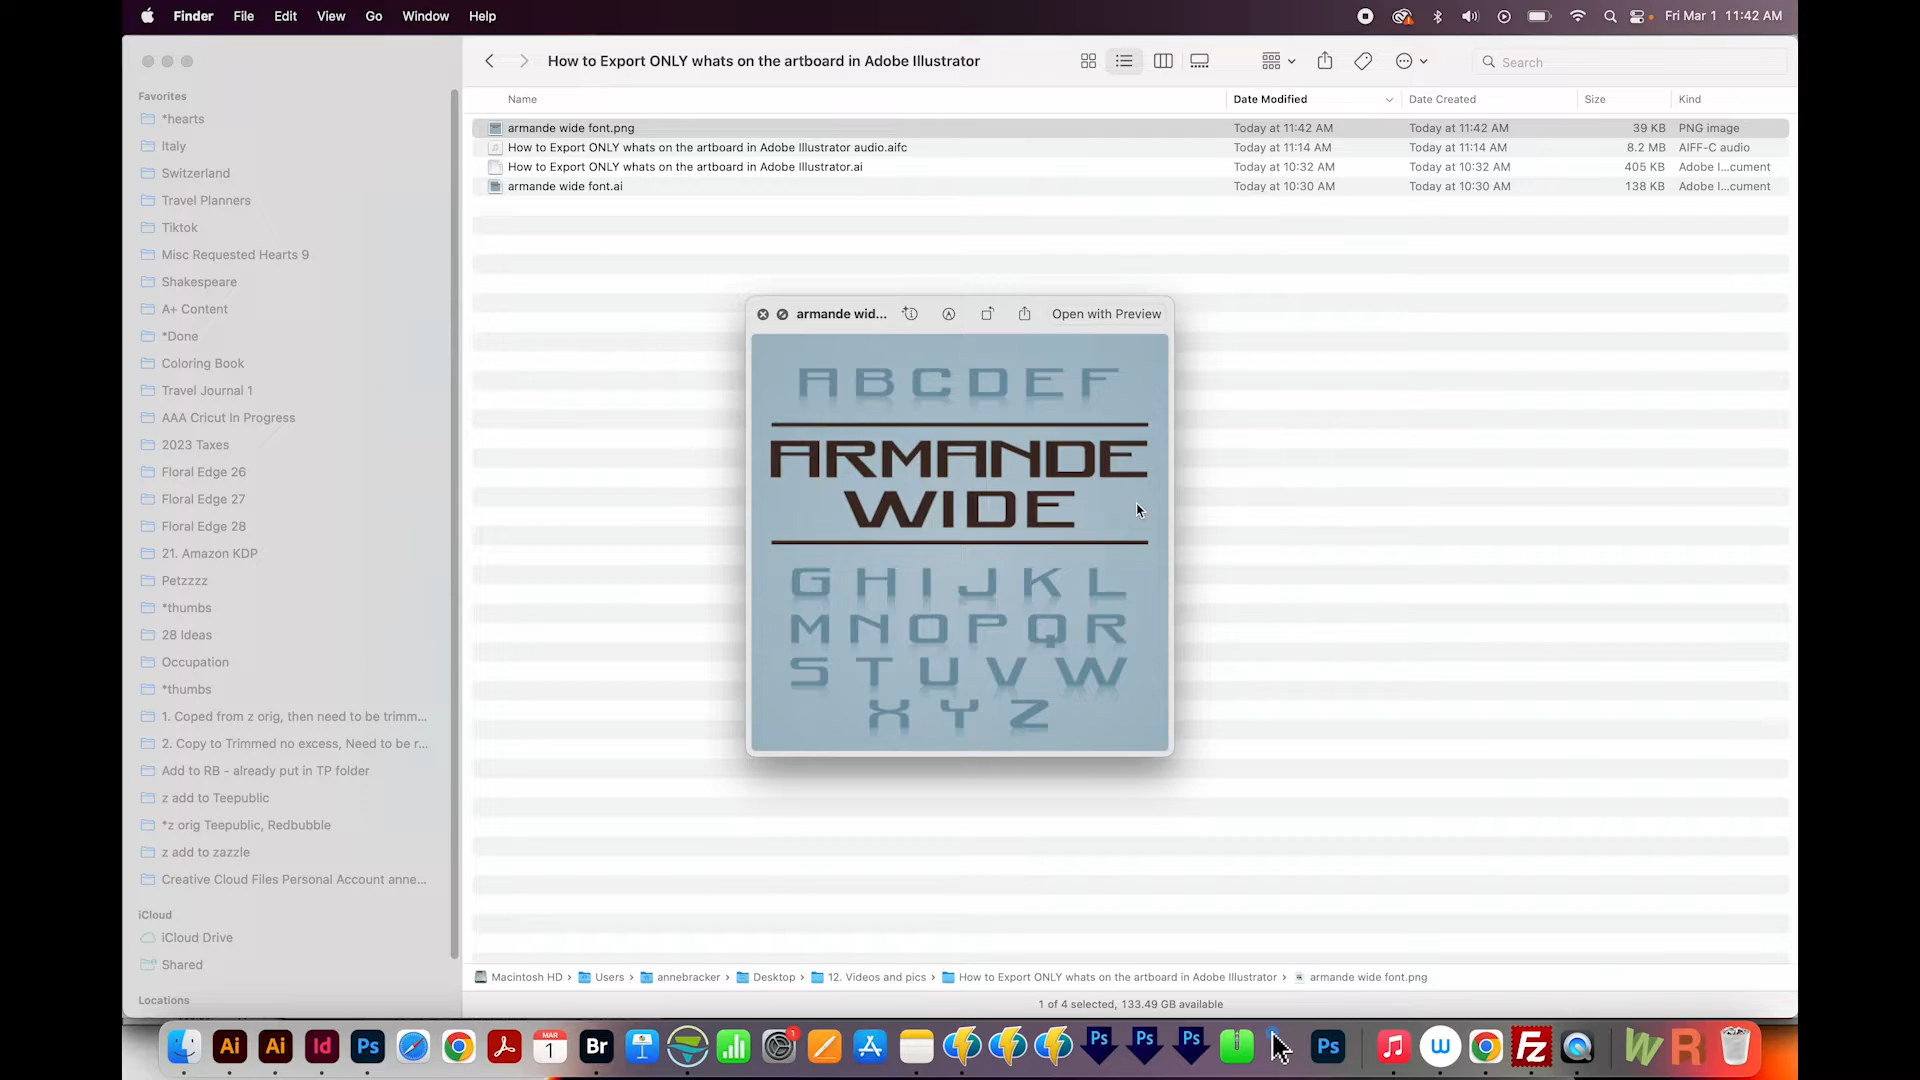 Finder File Edit View Go Window Help Fri Mar 1 11:42 AM
How to Export ONLY whats on the artboard in Adobe Illustrator Search
Favorites
*hearts
Italy
Switzerland
Travel Planners
Tiktok
Misc Requested Hearts 9
Shakespeare
A+ Content
*Done
Coloring Book
Travel Journal 1
AAA Cricut In Progress
2023 Taxes
Floral Edge 26
Floral Edge 27
Floral Edge 28
21. Amazon KDP
Petzzzz
*thumbs
28 Ideas
Occupation
*thumbs
1. Coped from z orig, then need to be trimm...
2. Copy to Trimmed no excess, Need to be r...
Add to RB - already put in TP folder
z add to Teepublic
*z orig Teepublic, Redbubble
z add to zazzle
Creative Cloud Files Personal Account anne...
iCloud
iCloud Drive
Shared
Locations
Name Date Modified Date Created Size Kind
armande wide font.png Today at 11:42 AM Today at 11:42 AM 39 KB PNG image
How to Export ONLY whats on the artboard in Adobe Illustrator audio.aifc Today at 11:14 AM Today at 11:14 AM 8.2 MB AIFF-C audio
How to Export ONLY whats on the artboard in Adobe Illustrator.ai Today at 10:32 AM Today at 10:32 AM 405 KB Adobe I...cument
armande wide font.ai Today at 10:30 AM Today at 10:30 AM 138 KB Adobe I...cument
armande wid... Open with Preview
ABCDEF
ARMANDE
WIDE
GHIJKL
MNOPQR
STUVW
XYZ
Macintosh HD › Users › annebracker › Desktop › 12. Videos and pics › How to Export ONLY whats on the artboard in Adobe Illustrator › armande wide font.png
1 of 4 selected, 133.49 GB available
Ai Ai Id Ps MAR 1 Br 1 Ps Ps Ps Ps W Fz W R